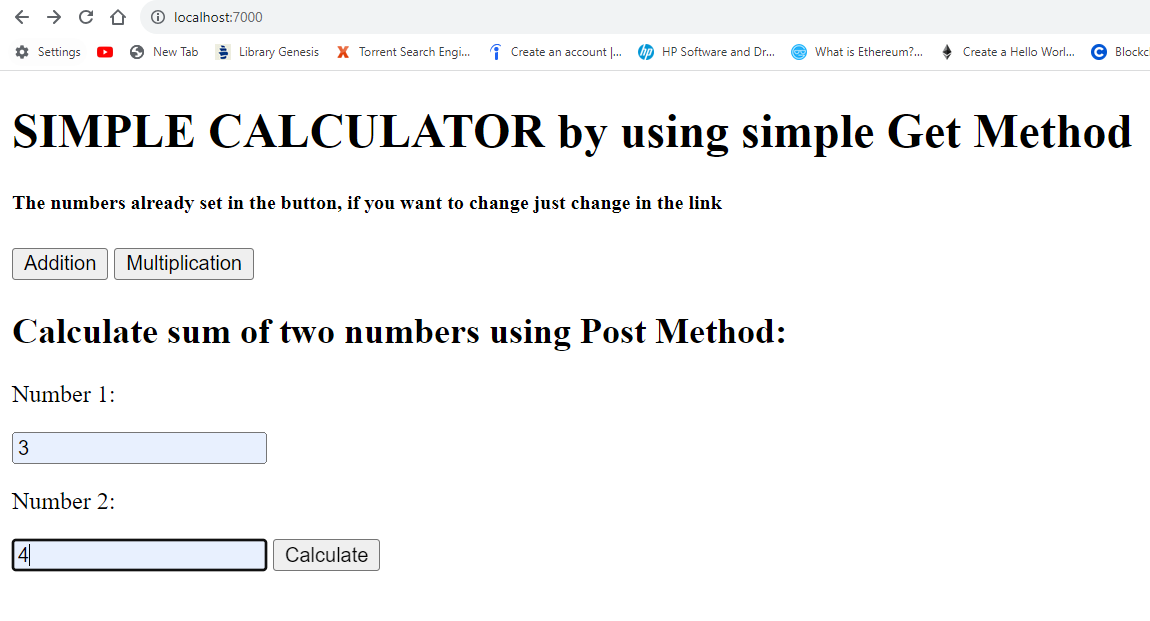 localhost:7000
Settings New Tab Library Genesis Torrent Search Engi... Create an account |... hp HP Software and Dr... What is Ethereum?... Create a Hello Worl... C Blockc
SIMPLE CALCULATOR by using simple Get Method
The numbers already set in the button, if you want to change just change in the link
Addition Multiplication
Calculate sum of two numbers using Post Method:
Number 1:
3
Number 2:
4 Calculate